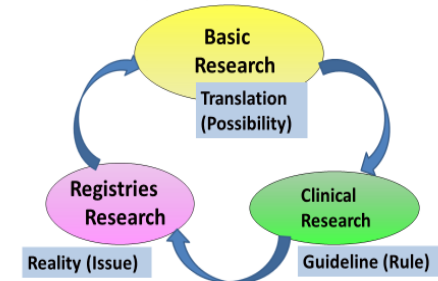 Basic
Research
Translation
(Possibility)
Registries
Research
Clinical
Research
Reality (Issue)
Guideline (Rule)